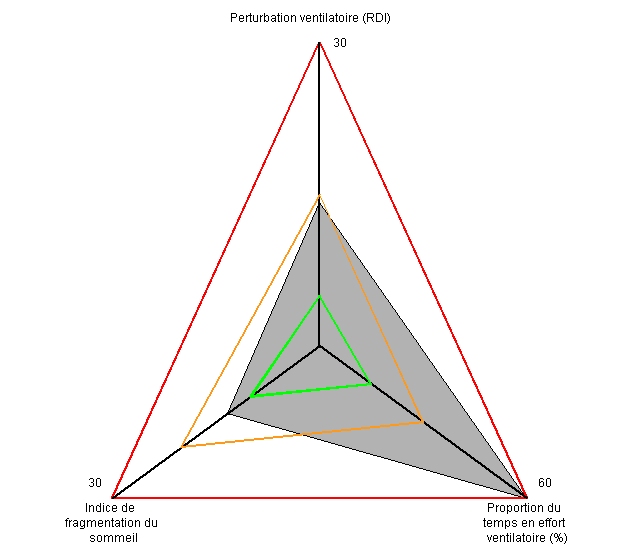 Perturbation ventilatoire (RDI)
30
30
60
Indice de
fragmentation du
sommeil
Proportion du
temps en effort
ventilatoire (%)